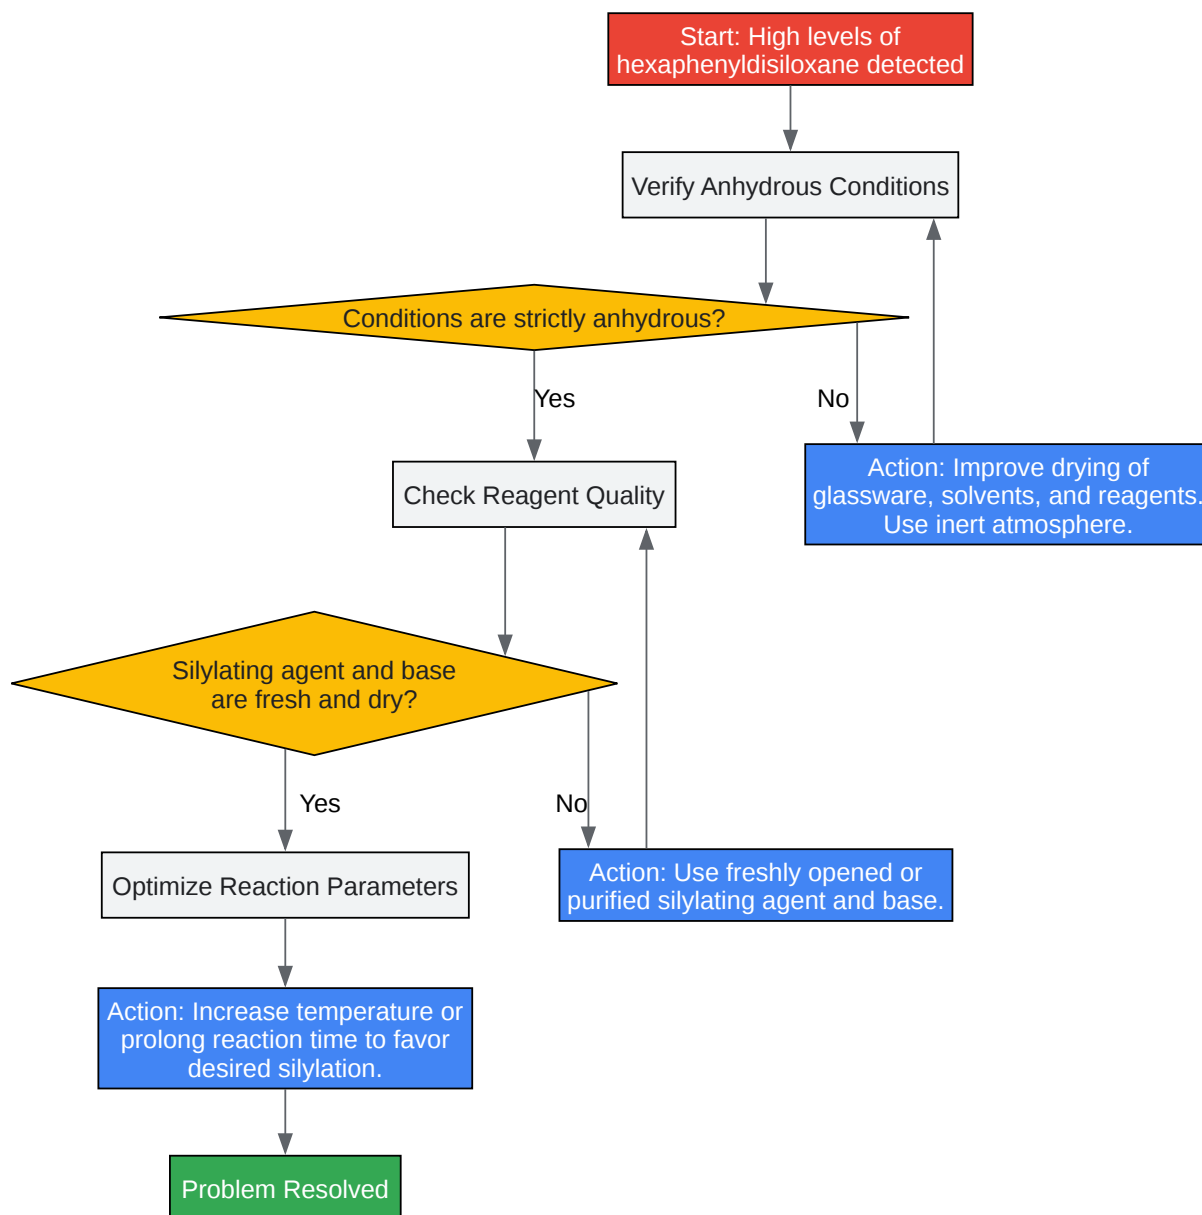 Start: High levels of
hexaphenyldisiloxane detected
Verify Anhydrous Conditions
Conditions are strictly anhydrous?
Yes
No
Action: Improve drying of
glassware, solvents, and reagents.
Use inert atmosphere.
Check Reagent Quality
Silylating agent and base
are fresh and dry?
Yes
No
Action: Use freshly opened or
purified silylating agent and base.
Optimize Reaction Parameters
Action: Increase temperature or
prolong reaction time to favor
desired silylation.
Problem Resolved